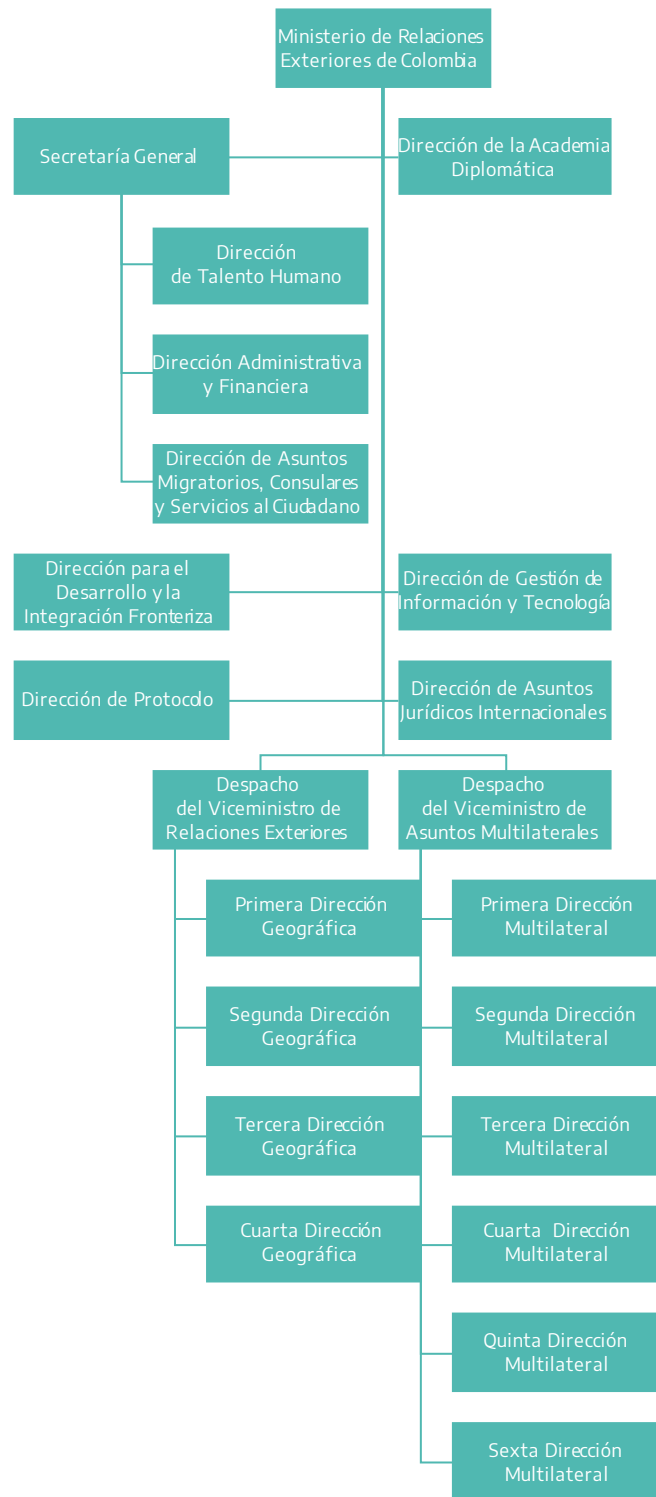 Ministerio de Relaciones
Exteriores de Colombia
Secretaría General
Dirección de la Academia
Diplomática
Dirección
de Talento Humano
Dirección Administrativa
y Financiera
Dirección de Asuntos
Migratorios, Consulares
y Servicios al Ciudadano
Dirección para el
Desarrollo y la
Integración Fronteriza
Dirección de Gestión de
Información y Tecnología
Dirección de Protocolo
Dirección de Asuntos
Jurídicos Internacionales
Despacho
del Viceministro de
Relaciones Exteriores
Despacho
del Viceministro de
Asuntos Multilaterales
Primera Dirección
Geográfica
Primera Dirección
Multilateral
Segunda Dirección
Geográfica
Segunda Dirección
Multilateral
Tercera Dirección
Geográfica
Tercera Dirección
Multilateral
Cuarta Dirección
Geográfica
Cuarta Dirección
Multilateral
Quinta Dirección
Multilateral
Sexta Dirección
Multilateral